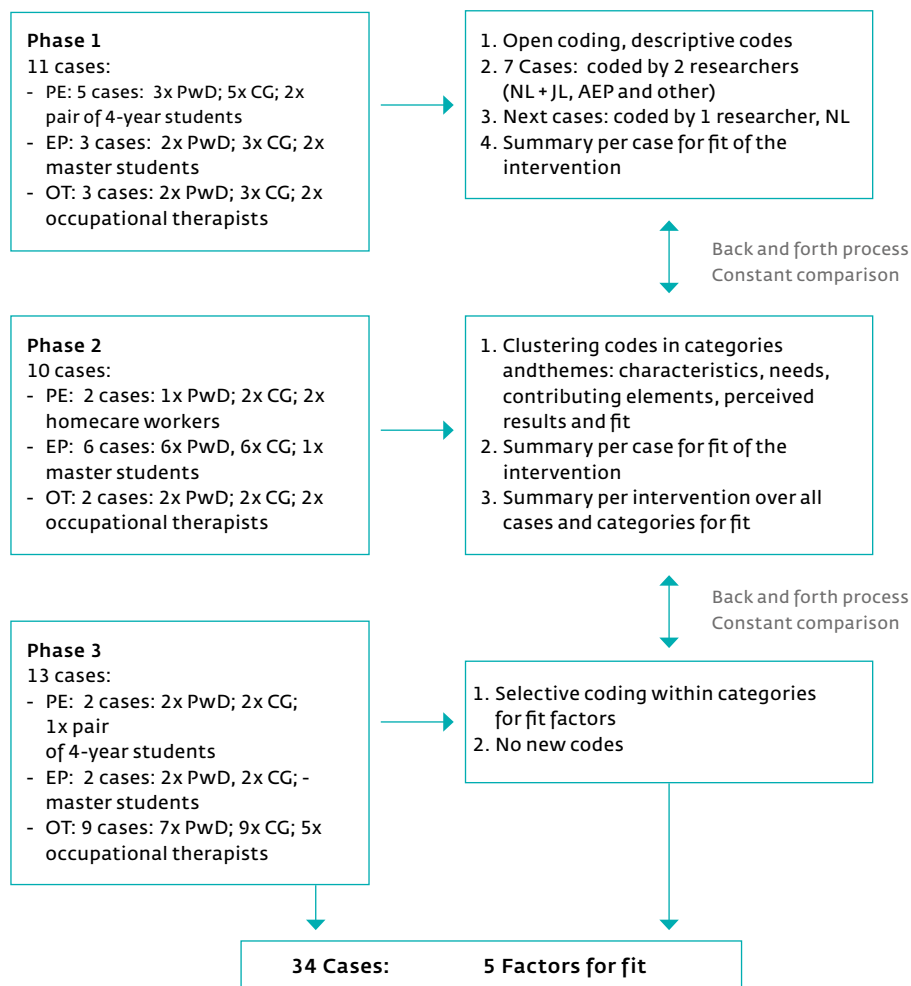 Phase 1
11 cases:
- PE: 5 cases: 3x PwD; 5x CG; 2x
pair of 4-year students
- EP: 3 cases: 2x PwD; 3x CG; 2x
master students
- OT: 3 cases: 2x PwD; 3x CG; 2x
occupational therapists
1. Open coding, descriptive codes
2. 7 Cases: coded by 2 researchers
(NL + JL, AEP and other)
3. Next cases: coded by 1 researcher, NL
4. Summary per case for fit of the
intervention
Back and forth process
Constant comparison
Phase 2
10 cases:
- PE: 2 cases: 1x PwD; 2x CG; 2x
homecare workers
- EP: 6 cases: 6x PwD, 6x CG; 1x
master students
- OT: 2 cases: 2x PwD; 2x CG; 2x
occupational therapists
1. Clustering codes in categories
andthemes: characteristics, needs,
contributing elements, perceived
results and fit
2. Summary per case for fit of the
intervention
3. Summary per intervention over all
cases and categories for fit
Back and forth process
Constant comparison
Phase 3
13 cases:
- PE: 2 cases: 2x PwD; 2x CG;
1x pair
of 4-year students
- EP: 2 cases: 2x PwD, 2x CG; -
master students
- OT: 9 cases: 7x PwD; 9x CG; 5x
occupational therapists
1. Selective coding within categories
for fit factors
2. No new codes
34 Cases: 5 Factors for fit